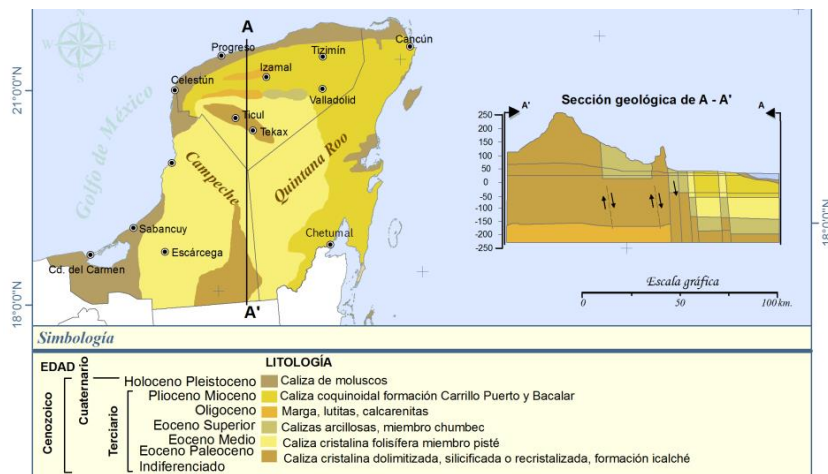 A
Progreso
Tizimín
Cancún
Izamal
Celestún
Valladolid
Ticul
Tekax
21°0'0"N
Golfo de México
Campeche
Quintana Roo
Sabancuy
Escárcega
Chetumal
Cd. del Carmen
18°0'0"N
A'
Sección geológica de A - A'
A'
A
250
200
150
100
50
0
-50
-100
-150
-200
-250
18°0'0"N
Escala gráfica
0
50
100 km.
Simbología
EDAD
LITOLOGÍA
Cenozoico
Cuaternario
Terciario
Holoceno Pleistoceno Caliza de moluscos
Plioceno Mioceno Caliza coquinoidal formación Carrillo Puerto y Bacalar
Oligoceno Marga, lutitas, calcarenitas
Eoceno Superior Calizas arcillosas, miembro chumbec
Eoceno Medio Caliza cristalina folisífera miembro pisté
Eoceno Paleoceno Caliza cristalina dolimitizada, silicificada o recristalizada, formación icalché
Indiferenciado